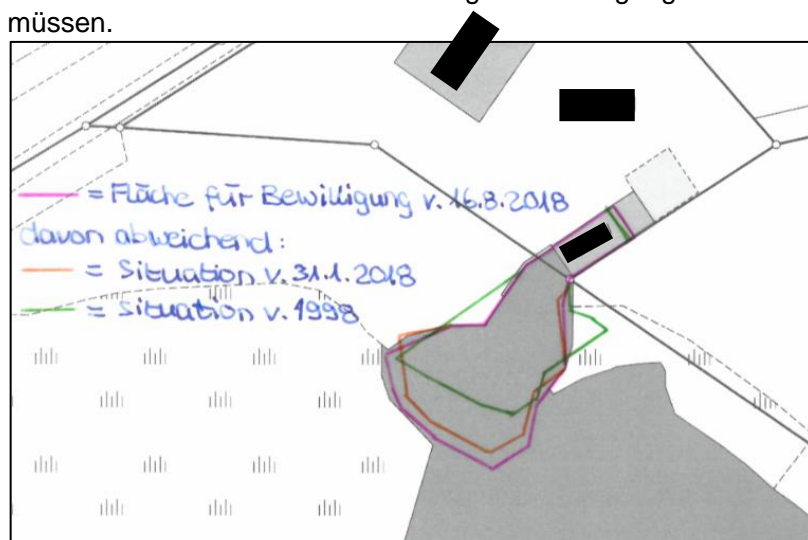 müssen.
= Fläche für Bewilligung v. 16.8.2018
davon abweichend:
= Situation v. 31.1.2018
= Situation v. 1998